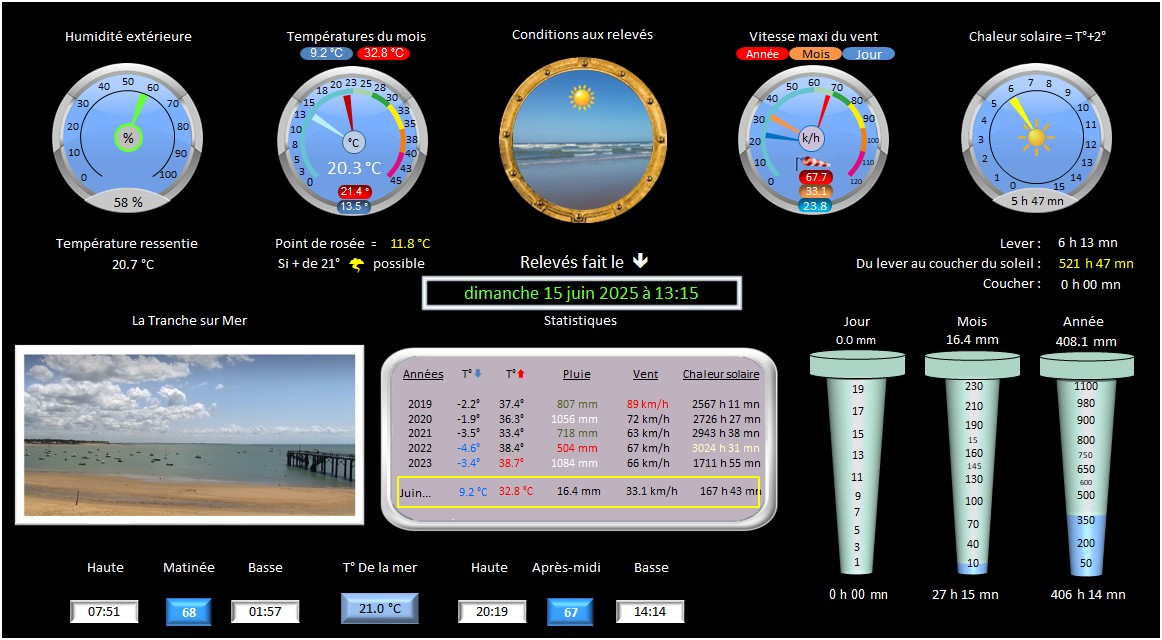 Humidité extérieure
Températures du mois
9.2 °C 32.8 °C
Conditions aux relevés
Vitesse maxi du vent
Année Mois Jour
Chaleur solaire = T°+2°
0 10 20 30 40 50 60 70 80 90 100
%
58 %
0 3 5 8 10 13 15 18 20 23 25 28 30 33 35 38 40 43 45
°C
20.3 °C
21.4 °
13.5 °
0 10 20 30 40 50 60 70 80 90 100 110 120
k/h
67.7
33.1
23.8
0 1 2 3 4 5 6 7 8 9 10 11 12 13 14 15
5 h 47 mn
Température ressentie
20.7 °C
Point de rosée = 11.8 °C
Si + de 21° possible
Relevés fait le
dimanche 15 juin 2025 à 13:15
Lever : 6 h 13 mn
Du lever au coucher du soleil : 521 h 47 mn
Coucher : 0 h 00 mn
La Tranche sur Mer
Statistiques
Années T° T° Pluie Vent Chaleur solaire
2019 -2.2° 37.4° 807 mm 89 km/h 2567 h 11 mn
2020 -1.9° 36.3° 1056 mm 72 km/h 2726 h 27 mn
2021 -3.5° 33.4° 718 mm 63 km/h 2943 h 38 mn
2022 -4.6° 38.4° 504 mm 67 km/h 3024 h 31 mn
2023 -3.4° 38.7° 1084 mm 66 km/h 1711 h 55 mn
Juin... 9.2 °C 32.8 °C 16.4 mm 33.1 km/h 167 h 43 mn
Jour
0.0 mm
19
17
15
13
11
9
7
5
3
1
0 h 00 mn
Mois
16.4 mm
230
210
190
15
160
145
130
100
70
40
10
27 h 15 mn
Année
408.1 mm
1100
980
900
800
750
650
600
500
350
200
50
406 h 14 mn
Haute Matinée Basse T° De la mer Haute Après-midi Basse
07:51 68 01:57 21.0 °C 20:19 67 14:14